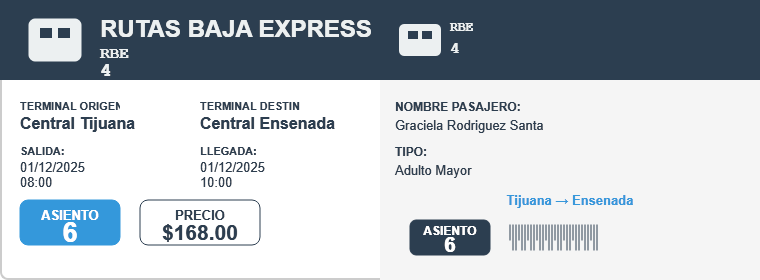 RUTAS BAJA EXPRESS
RBE
4
RBE
4
TERMINAL ORIGEN
Central Tijuana
TERMINAL DESTIN
Central Ensenada
SALIDA:
01/12/2025
08:00
LLEGADA:
01/12/2025
10:00
ASIENTO
6
PRECIO
$168.00
NOMBRE PASAJERO:
Graciela Rodriguez Santa
TIPO:
Adulto Mayor
Tijuana → Ensenada
ASIENTO
6